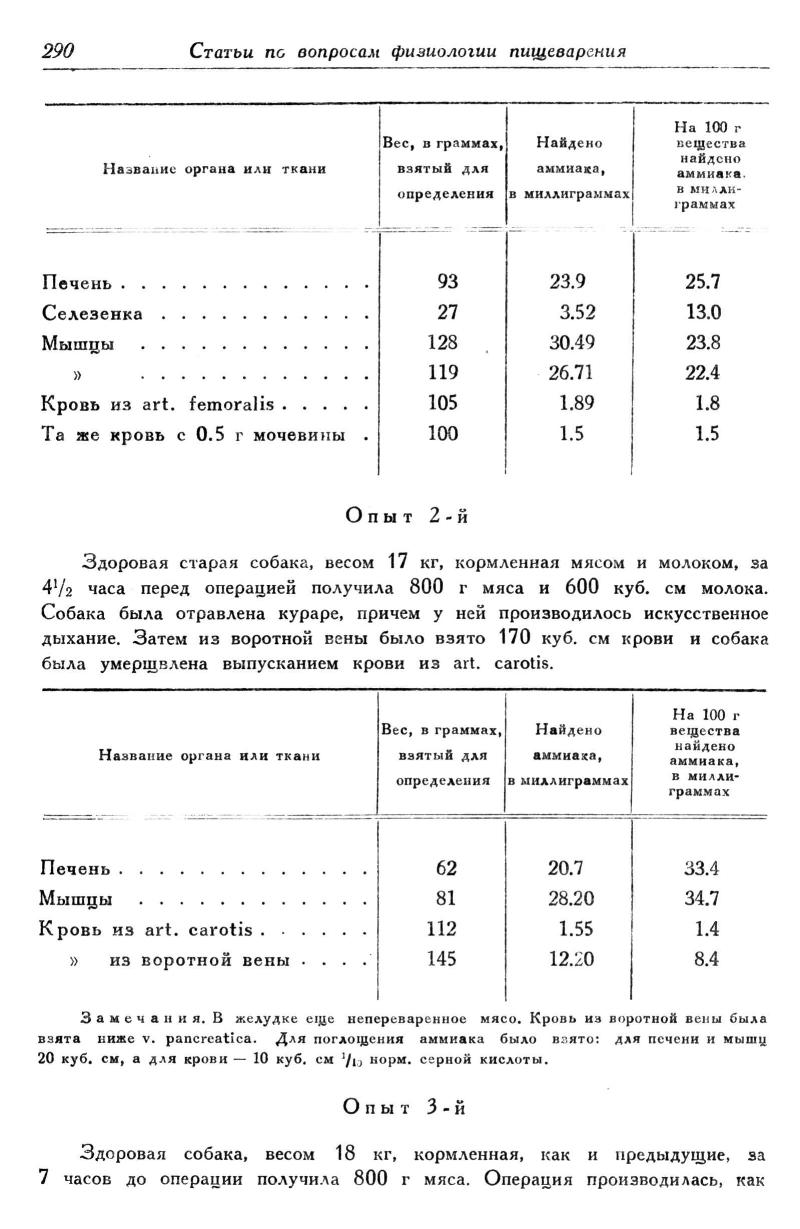 290 Статьи по вопросам физиологии пищеварения
Название органа или ткани
Вес, в граммах,
взятый для
определения
Найдено
аммиака,
в миллиграммах
На 100 г
вещества
найдено
аммиака.
в милли-
граммах
Печень . . . . . . . . . . . . . 93 23.9 25.7
Селезенка . . . . . . . . . . . 27 3.52 13.0
Мышцы . . . . . . . . . . . . 128 30.49 23.8
» . . . . . . . . . . . . 119 26.71 22.4
Кровь из art. femoralis . . . . . 105 1.89 1.8
Та же кровь с 0.5 г мочевины . 100 1.5 1.5
Опыт 2-й
Здоровая старая собака, весом 17 кг, кормленная мясом и молоком, за
4¹/₂ часа перед операцией получила 800 г мяса и 600 куб. см молока.
Собака была отравлена кураре, причем у ней производилось искусственное
дыхание. Затем из воротной вены было взято 170 куб. см крови и собака
была умерщвлена выпусканием крови из art. carotis.
Название органа или ткани
Вес, в граммах,
взятый для
определения
Найдено
аммиака,
в миллиграммах
На 100 г
вещества
найдено
аммиака,
в милли-
граммах
Печень . . . . . . . . . . . . . 62 20.7 33.4
Мышцы . . . . . . . . . . . . 81 28.20 34.7
Кровь из art. carotis . . . . . . 112 1.55 1.4
» из воротной вены . . . . 145 12.20 8.4
Замечания. В желудке еще непереваренное мясо. Кровь из воротной вены была
взята ниже v. pancreatica. Для поглощения аммиака было взято: для печени и мышц
20 куб. см, а для крови — 10 куб. см ¹/₁₀ норм. серной кислоты.
Опыт 3-й
Здоровая собака, весом 18 кг, кормленная, как и предыдущие, за
7 часов до операции получила 800 г мяса. Операция производилась, как